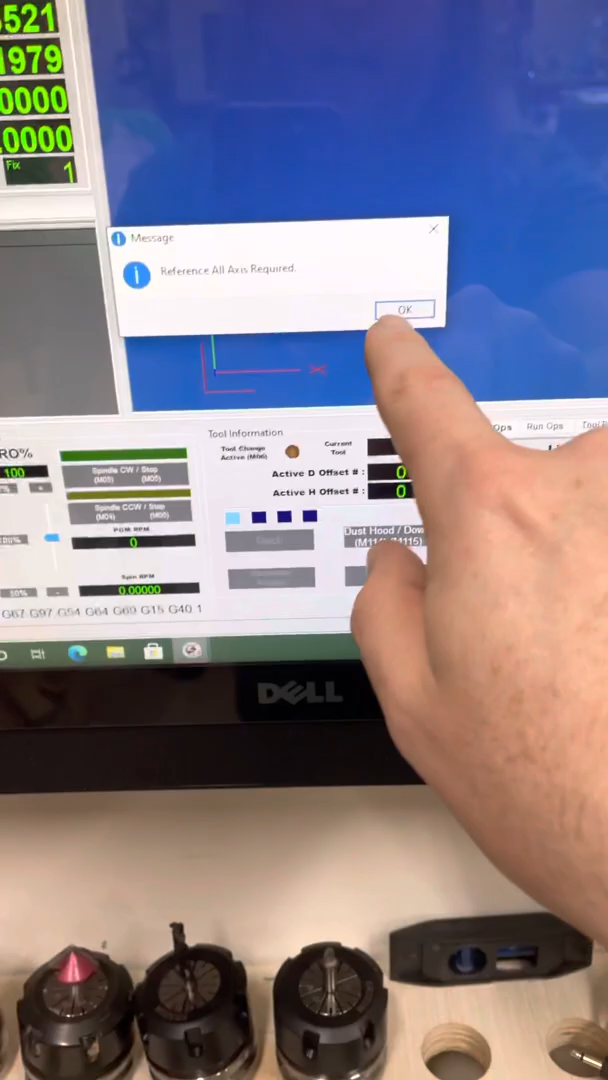 5521
1979
0000
.0000
Fix
1
Message
Reference All Axis Required.
OK
RO%
100
Spindle CW / Stop
(M03) (M05)
Spindle CCW / Stop
(M04) (M05)
PGM RPM
0
Spin RPM
0.00000
Tool Information
Tool Change
Active (M06)
Current
Tool
Active D Offset # :
0
Active H Offset # :
0
Dust Hood / Dow
Ops
Run Ops
G67 G97 G54 G64 G69 G15 G40 1
DELL